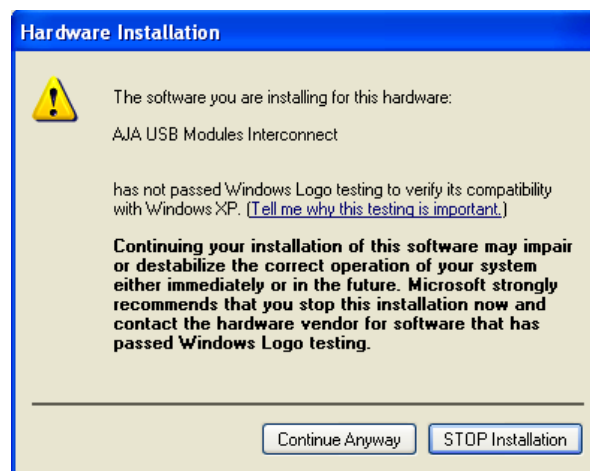 Hardware Installation
The software you are installing for this hardware:
AJA USB Modules Interconnect
has not passed Windows Logo testing to verify its compatibility
with Windows XP. (Tell me why this testing is important.)
Continuing your installation of this software may impair
or destabilize the correct operation of your system
either immediately or in the future. Microsoft strongly
recommends that you stop this installation now and
contact the hardware vendor for software that has
passed Windows Logo testing.
Continue Anyway
STOP Installation